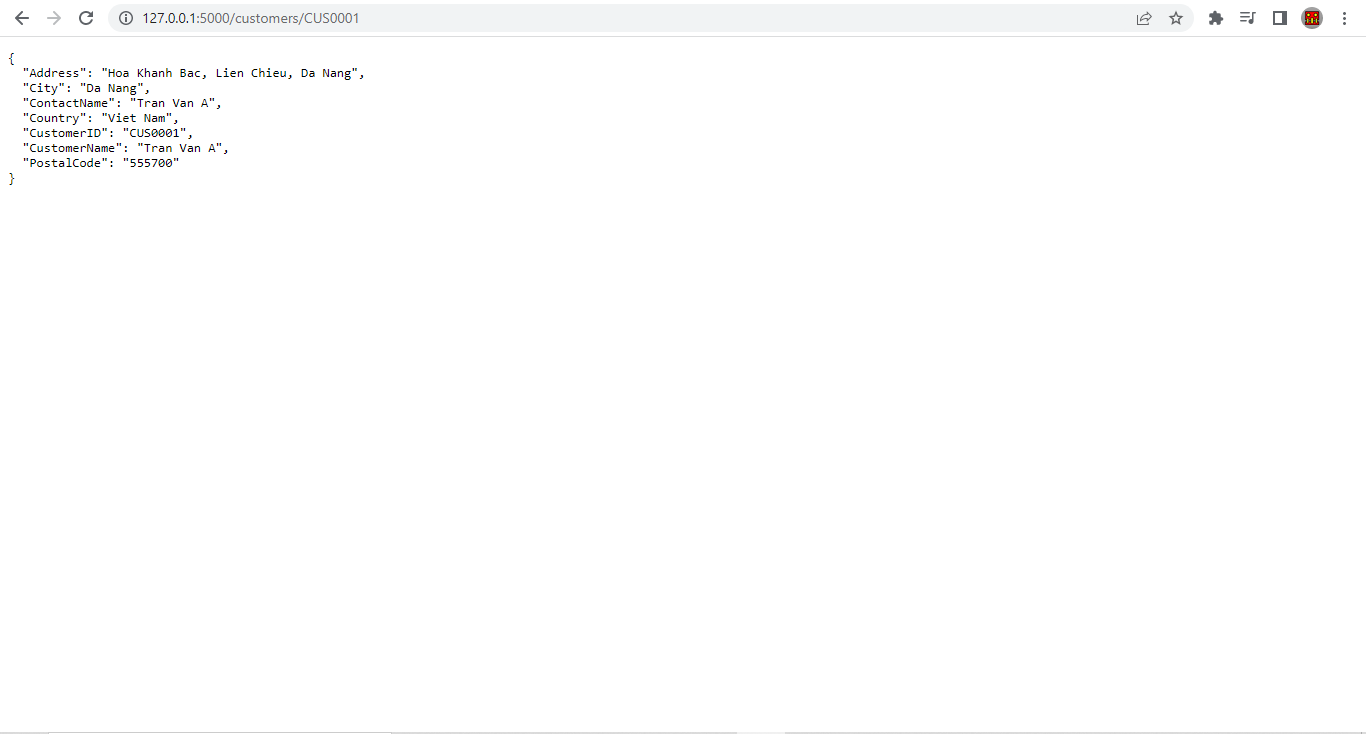 127.0.0.1:5000/customers/CUS0001
{
  "Address": "Hoa Khanh Bac, Lien Chieu, Da Nang",
  "City": "Da Nang",
  "ContactName": "Tran Van A",
  "Country": "Viet Nam",
  "CustomerID": "CUS0001",
  "CustomerName": "Tran Van A",
  "PostalCode": "555700"
}